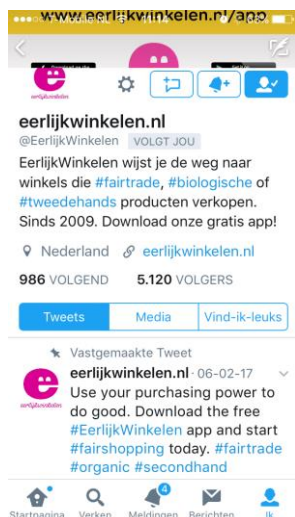 www.eerlijkwinkelen.nl/app
eerlijkwinkelen
eerlijkwinkelen.nl
@EerlijkWinkelen VOLGT JOU
EerlijkWinkelen wijst je de weg naar
winkels die #fairtrade, #biologische of
#tweedehands producten verkopen.
Sinds 2009. Download onze gratis app!
Nederland eerlijkwinkelen.nl
986 VOLGEND 5.120 VOLGERS
Tweets Media Vind-ik-leuks
Vastgemaakte Tweet
eerlijkwinkelen.nl · 06-02-17
eerlijkwinkelen
Use your purchasing power to
do good. Download the free
#EerlijkWinkelen app and start
#fairshopping today. #fairtrade
#organic #secondhand
4
Startpagina Verken Meldingen Berichten Ik